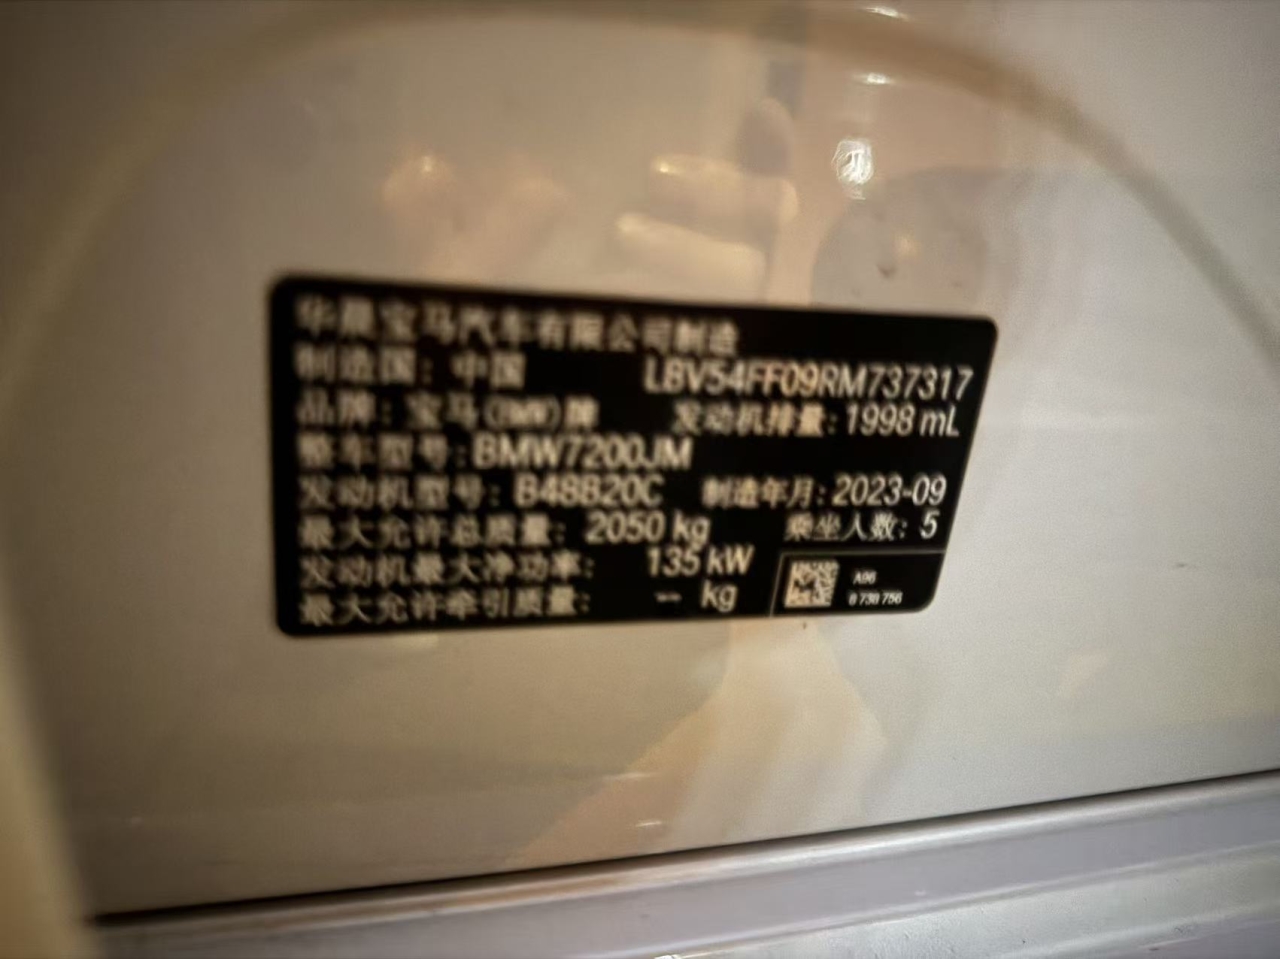 华晨宝马汽车有限公司制造
制造国：中国 LBV54FF09RM737317
品牌：宝马(BMW)牌 发动机排量：1998 mL
整车型号：BMW7200JM
发动机型号：B48B20C 制造年月：2023-09
最大允许总质量：2050 kg 乘坐人数：5
发动机最大净功率：135 kW
最大允许牵引质量：-- kg
A96
8 738 756